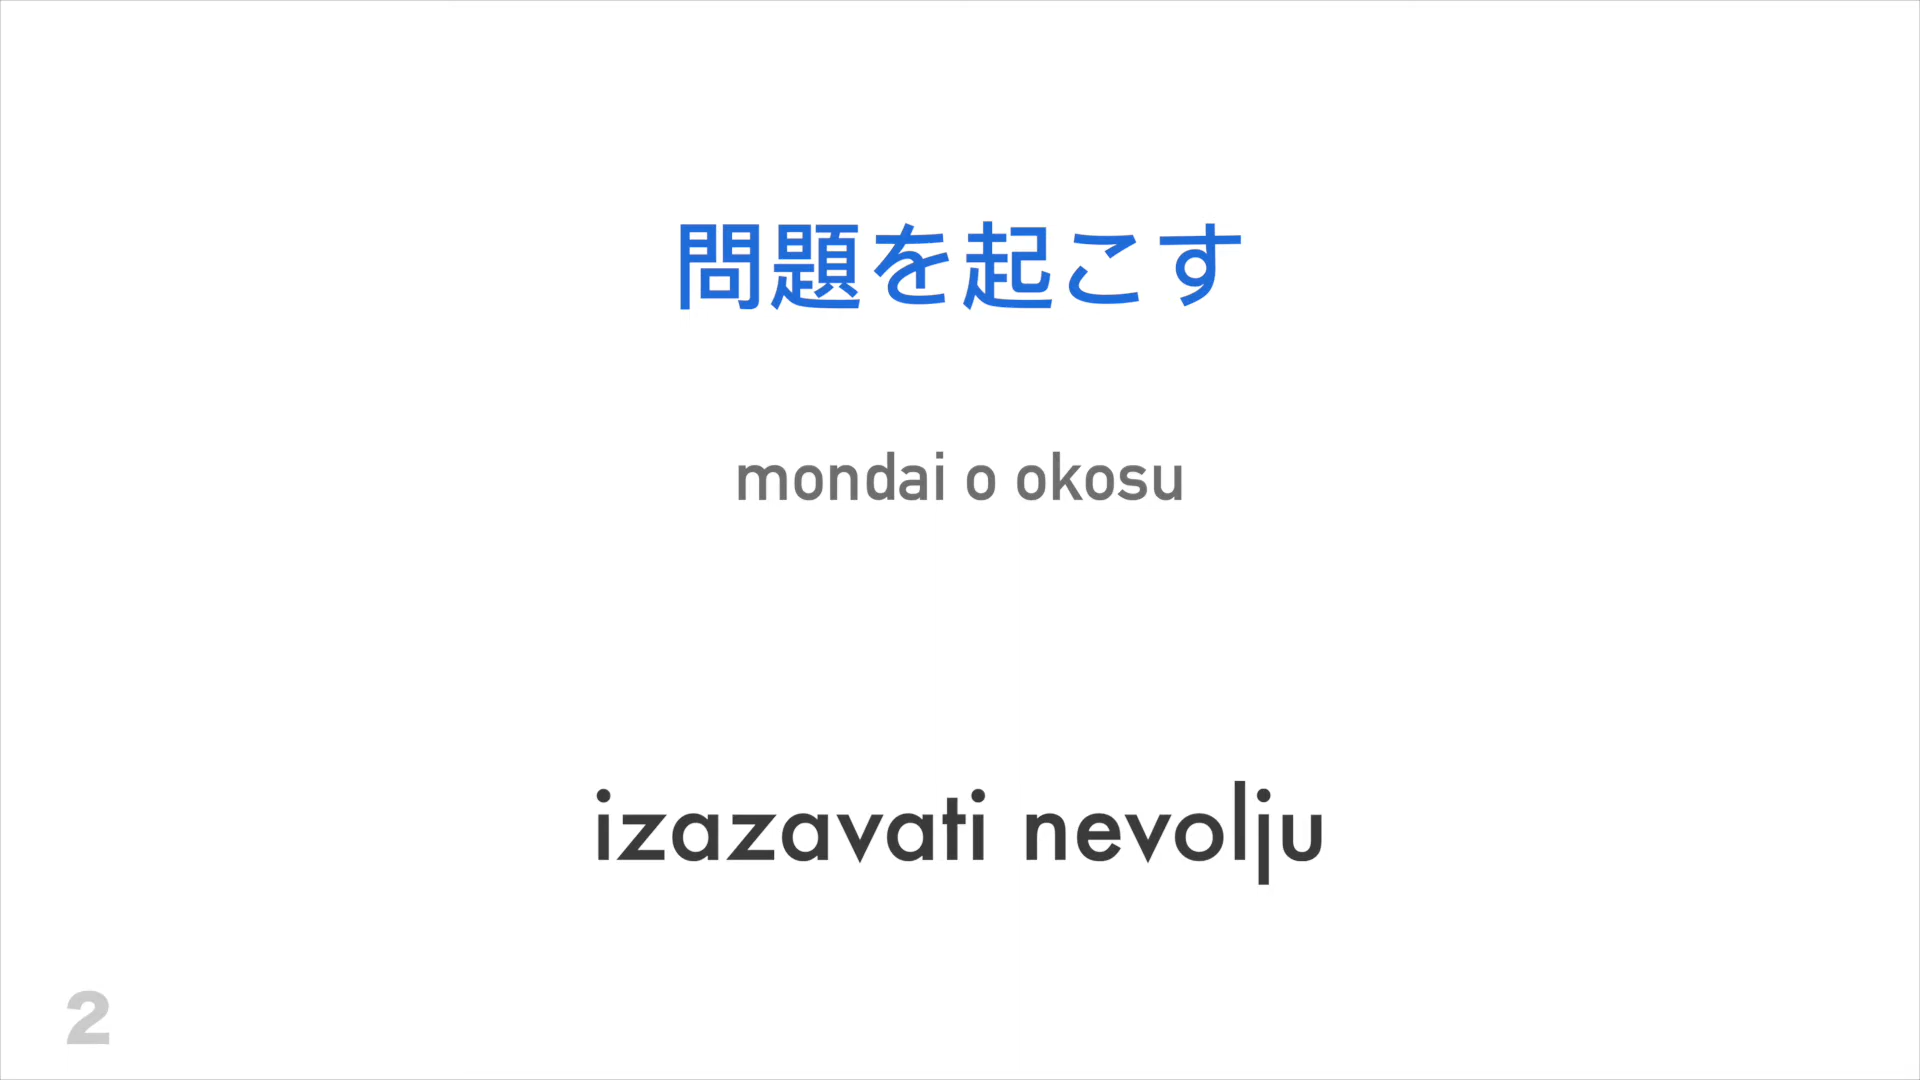 問題を起こす
mondai o okosu
izazavati nevolju
2